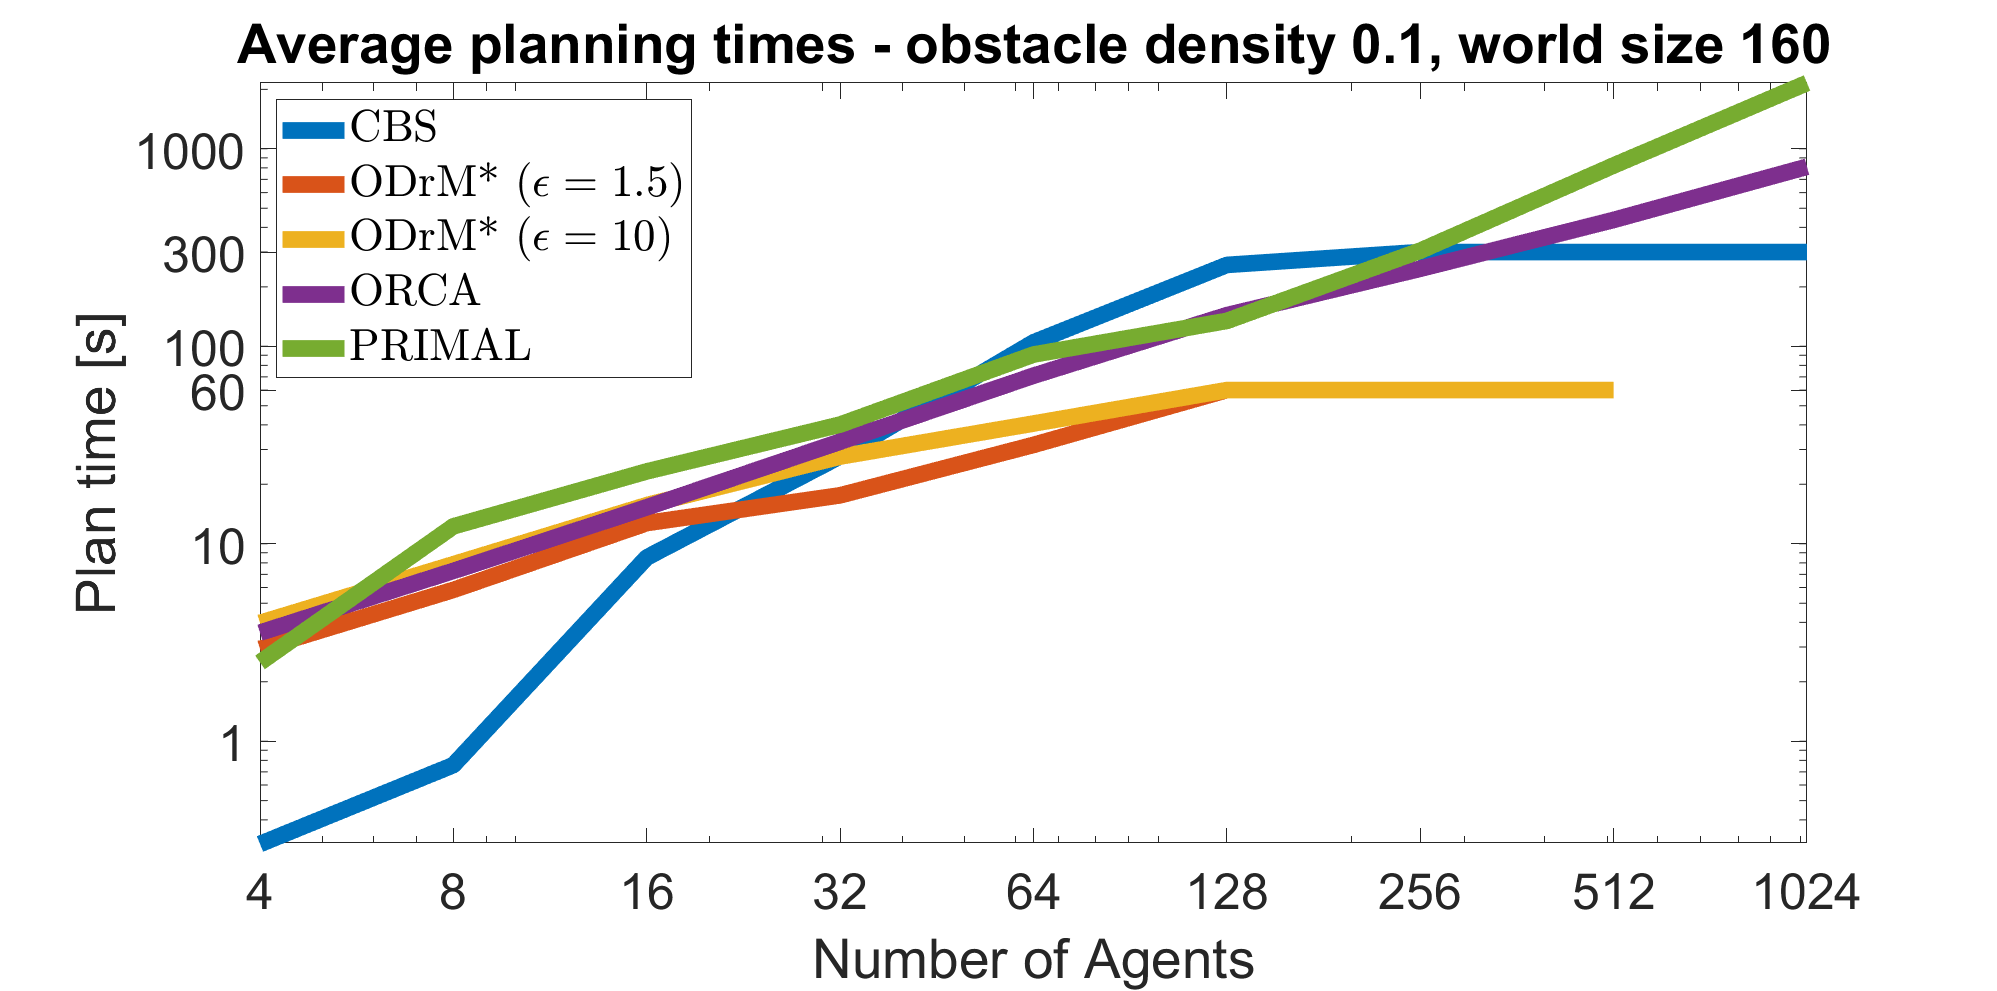 Average planning times - obstacle density 0.1, world size 160
CBS
ODrM* (ϵ = 1.5)
ODrM* (ϵ = 10)
ORCA
PRIMAL
Plan time [s]
1000
300
100
60
10
1
4 8 16 32 64 128 256 512 1024
Number of Agents